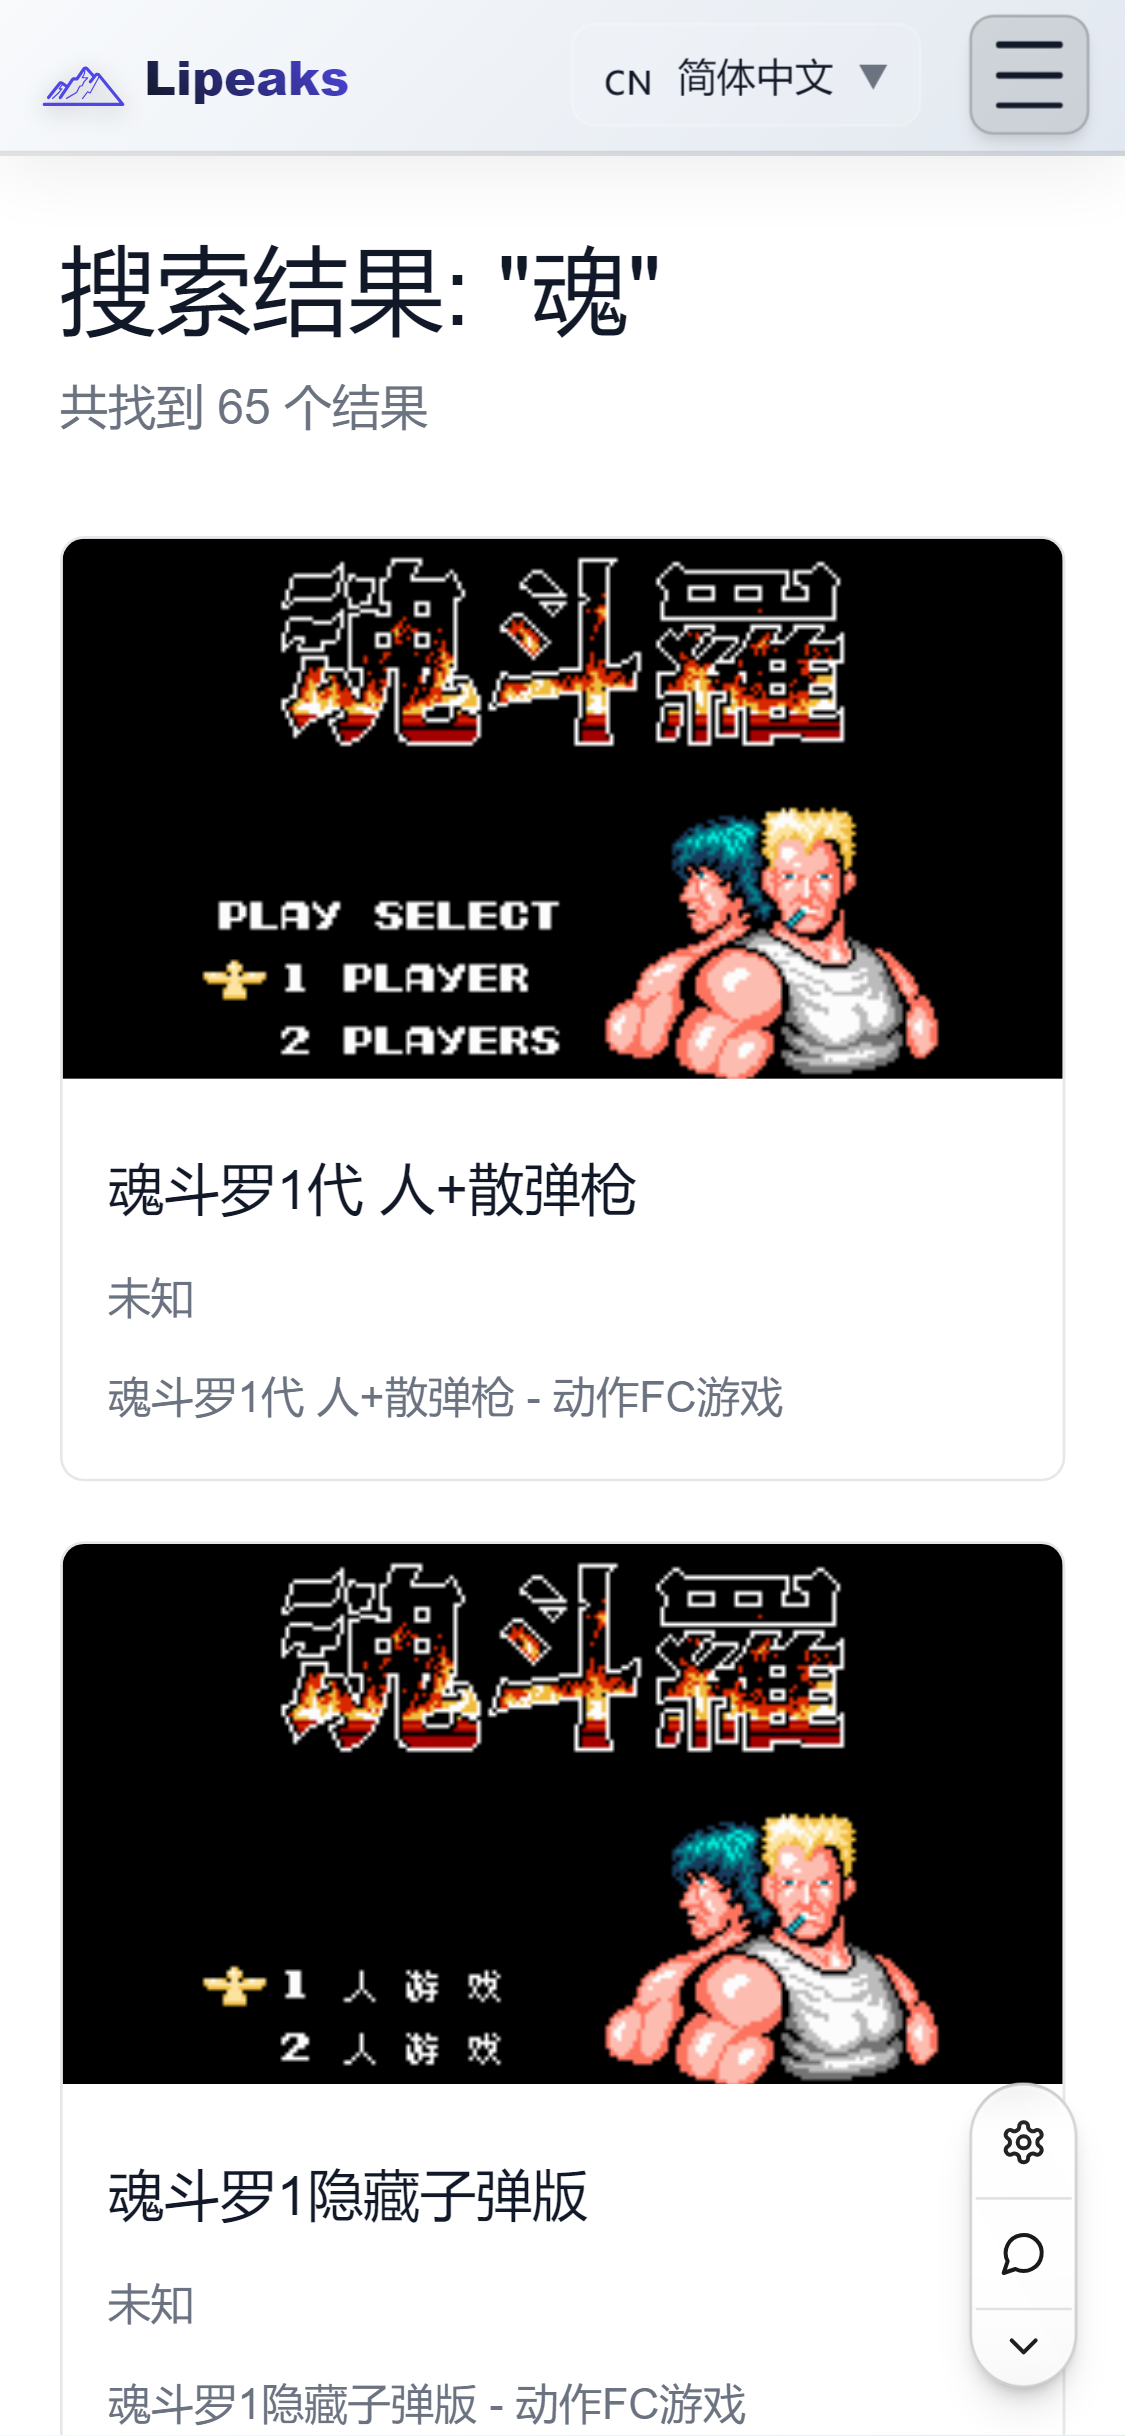 Lipeaks
CN 简体中文 ▼
搜索结果: "魂"
共找到 65 个结果
魂斗羅
PLAY SELECT
1 PLAYER
2 PLAYERS
魂斗罗1代 人+散弹枪
未知
魂斗罗1代 人+散弹枪 - 动作FC游戏
魂斗羅
1 人 游 戏
2 人 游 戏
魂斗罗1隐藏子弹版
未知
魂斗罗1隐藏子弹版 - 动作FC游戏